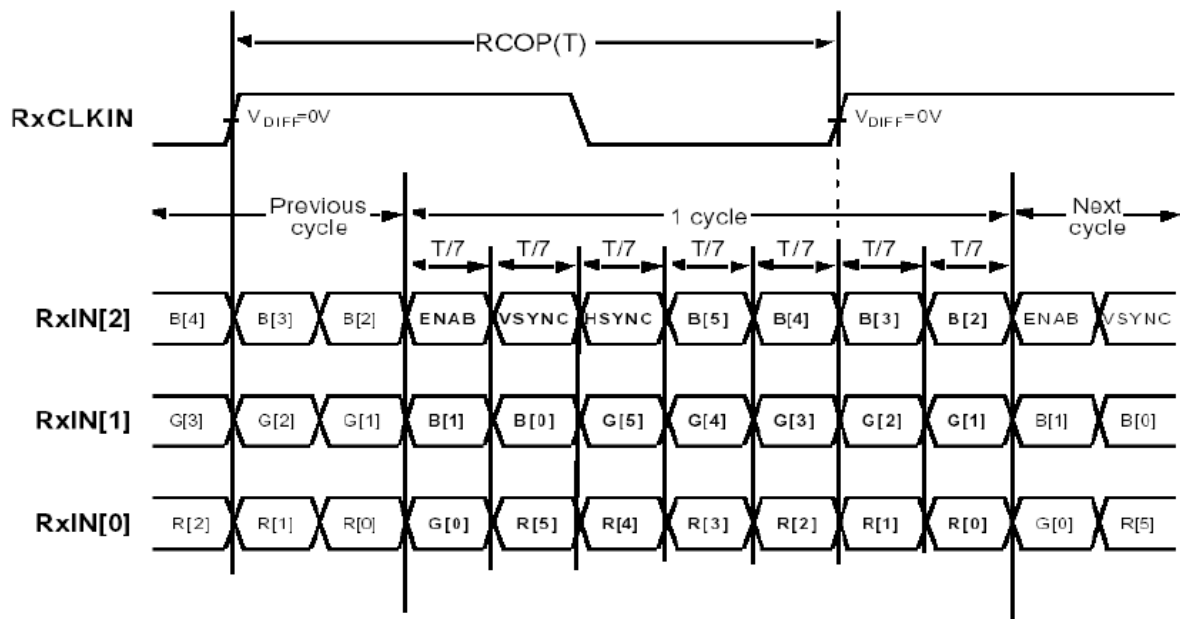 RCOP(T)
RxCLKIN
VDIFF=0V VDIFF=0V
Previous cycle 1 cycle Next cycle
T/7 T/7 T/7 T/7 T/7 T/7 T/7
RxIN[2] B[4] B[3] B[2] ENAB VSYNC HSYNC B[5] B[4] B[3] B[2] ENAB VSYNC
RxIN[1] G[3] G[2] G[1] B[1] B[0] G[5] G[4] G[3] G[2] G[1] B[1] B[0]
RxIN[0] R[2] R[1] R[0] G[0] R[5] R[4] R[3] R[2] R[1] R[0] G[0] R[5]